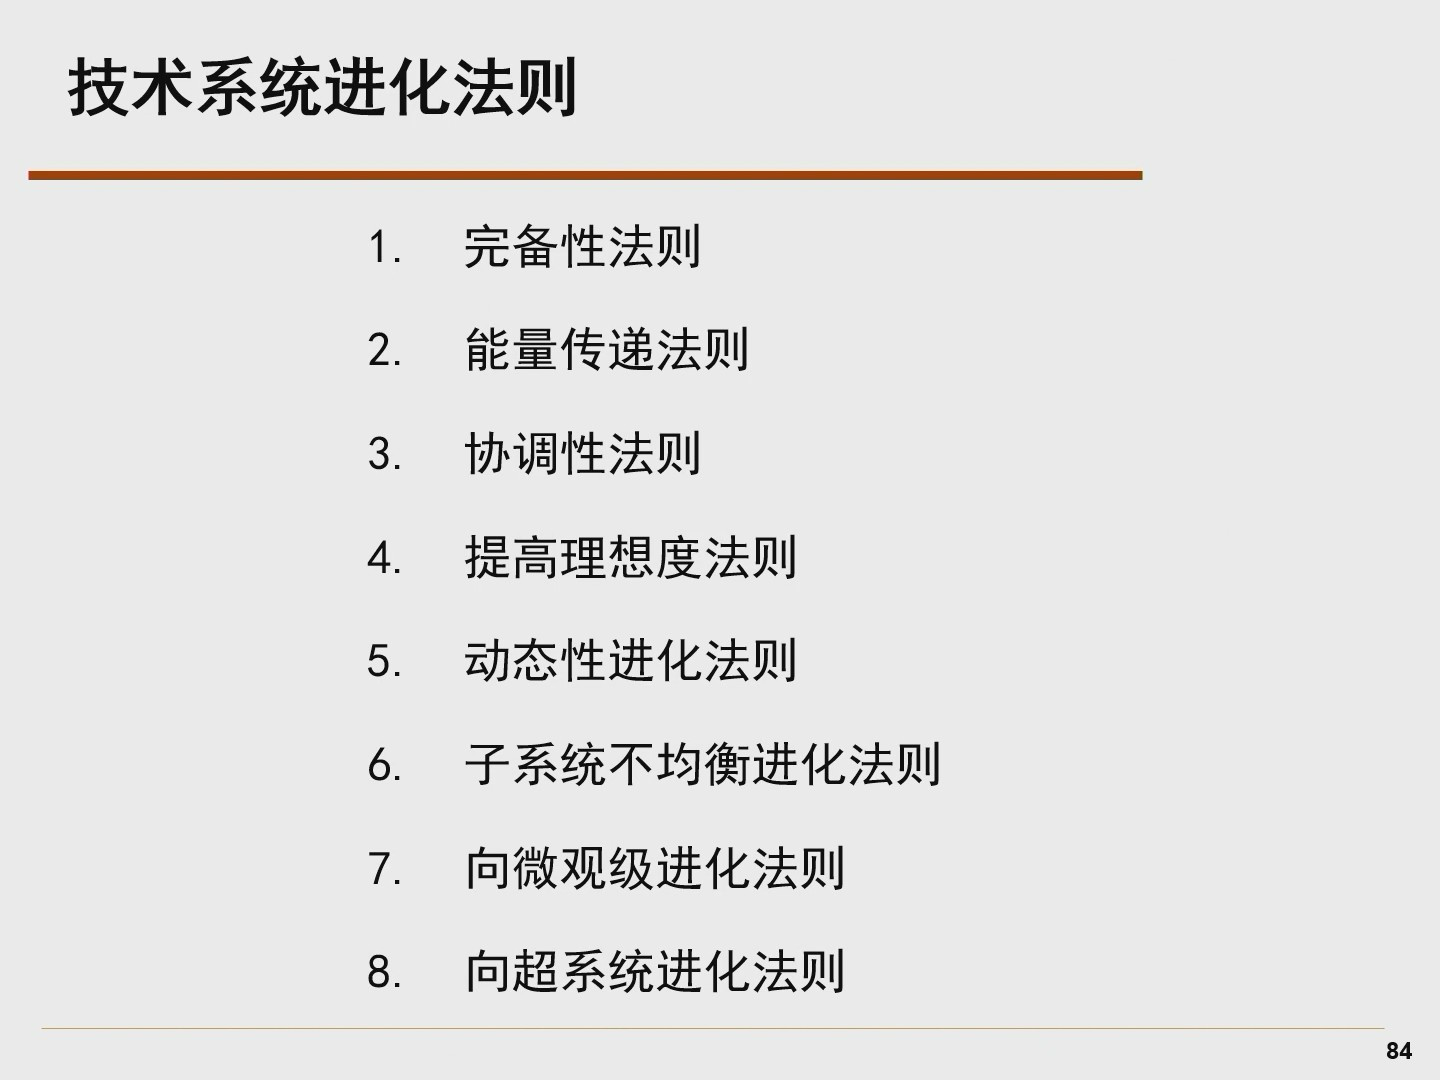 技术系统进化法则
1. 完备性法则
2. 能量传递法则
3. 协调性法则
4. 提高理想度法则
5. 动态性进化法则
6. 子系统不均衡进化法则
7. 向微观级进化法则
8. 向超系统进化法则
84